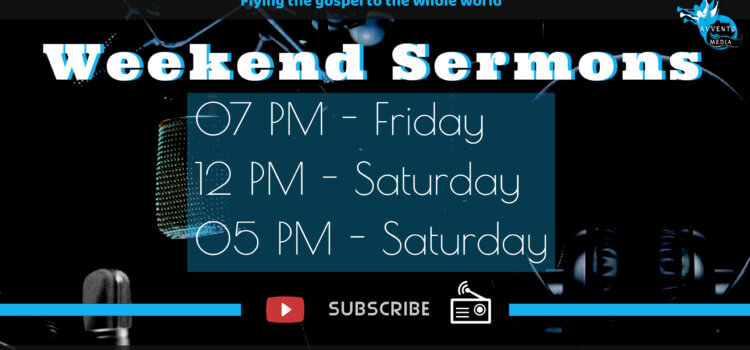 Flying the gospel to the whole world
AVVENTO
MEDIA
Weekend Sermons
07 PM - Friday
12 PM - Saturday
05 PM - Saturday
SUBSCRIBE